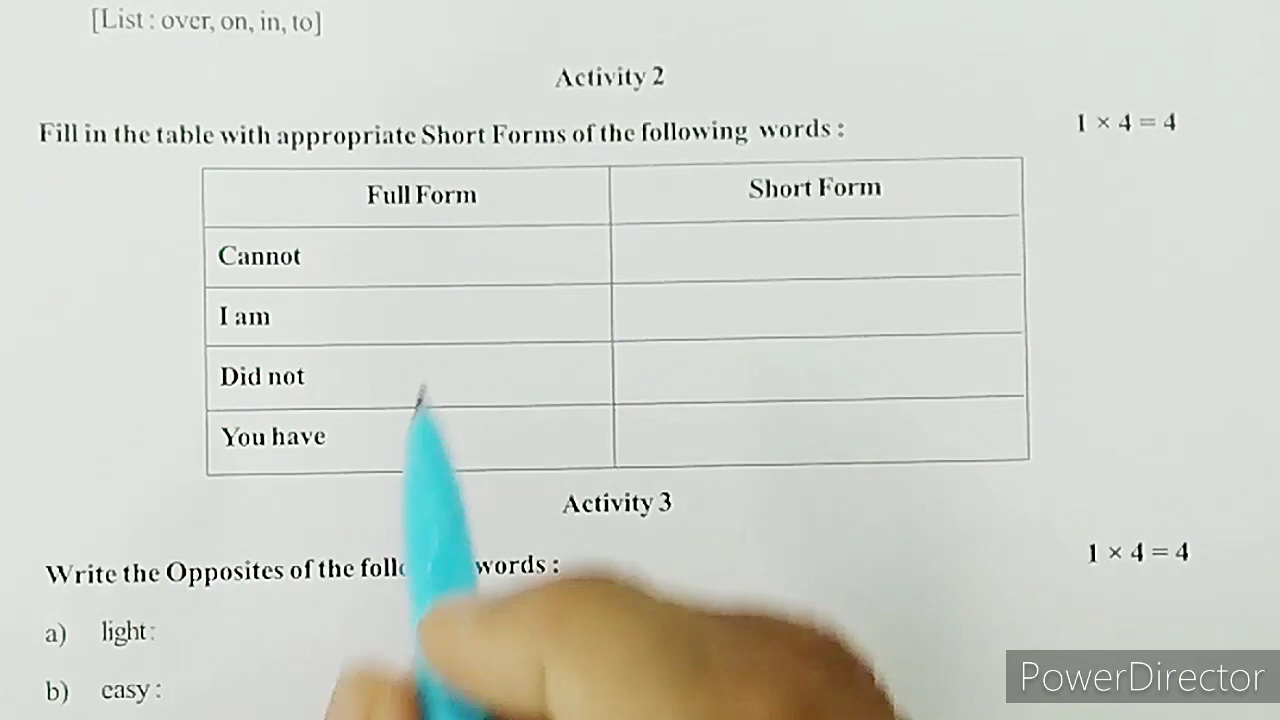 [List : over, on, in, to]
Activity 2
Fill in the table with appropriate Short Forms of the following words : 1 × 4 = 4
Full Form Short Form
Cannot
I am
Did not
You have
Activity 3
Write the Opposites of the words : 1 × 4 = 4
a) light :
b) easy :
PowerDirector